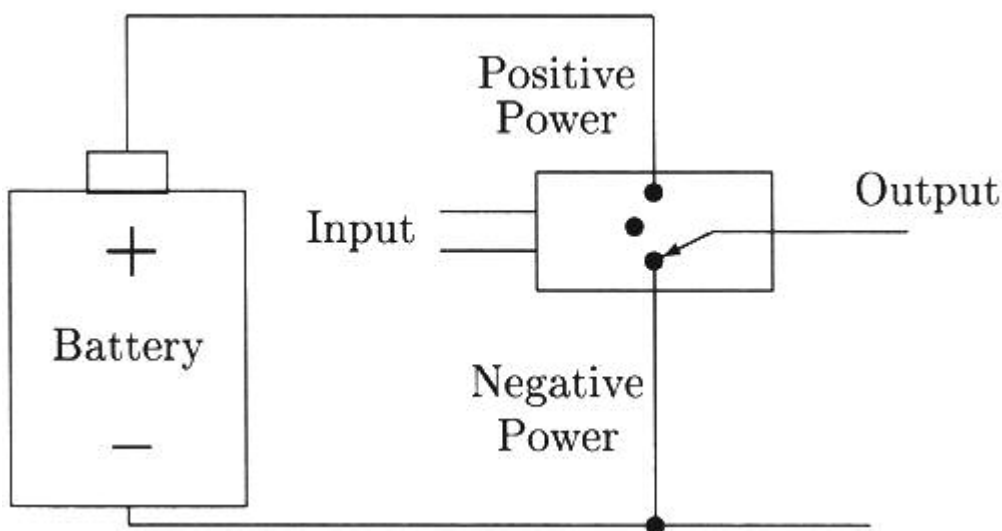 Positive
Power
Input
Output
+
Battery
−
Negative
Power